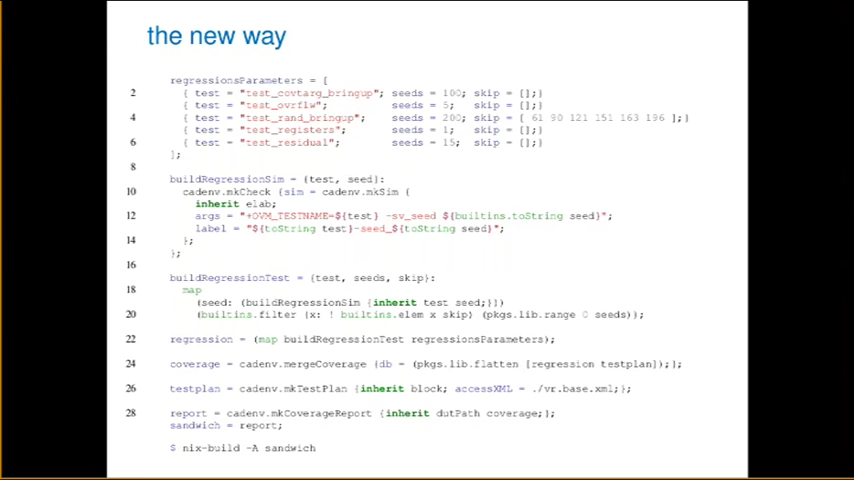 the new way
regressionsParameters = [
2 { test = "test_covtarg_bringup"; seeds = 100; skip = [];}
{ test = "test_ovrflw"; seeds = 5; skip = [];}
4 { test = "test_rand_bringup"; seeds = 200; skip = [ 61 90 121 151 163 196 ];}
{ test = "test_registers"; seeds = 1; skip = [];}
6 { test = "test_residual"; seeds = 15; skip = [];}
];
8
buildRegressionSim = {test, seed}:
10 cadenv.mkCheck {sim = cadenv.mkSim {
inherit elab;
12 args = "+OVM_TESTNAME=${test} -sv_seed ${builtins.toString seed}";
label = "${toString test}-seed_${toString seed}";
14 };
};
16
buildRegressionTest = {test, seeds, skip}:
18 map
(seed: (buildRegressionSim {inherit test seed;}))
20 (builtins.filter (x: ! builtins.elem x skip) (pkgs.lib.range 0 seeds));
22 regression = (map buildRegressionTest regressionsParameters);
24 coverage = cadenv.mergeCoverage {db = (pkgs.lib.flatten [regression testplan]);};
26 testplan = cadenv.mkTestPlan {inherit block; accessXML = ./vr.base.xml;};
28 report = cadenv.mkCoverageReport {inherit dutPath coverage;};
sandwich = report;
$ nix-build -A sandwich